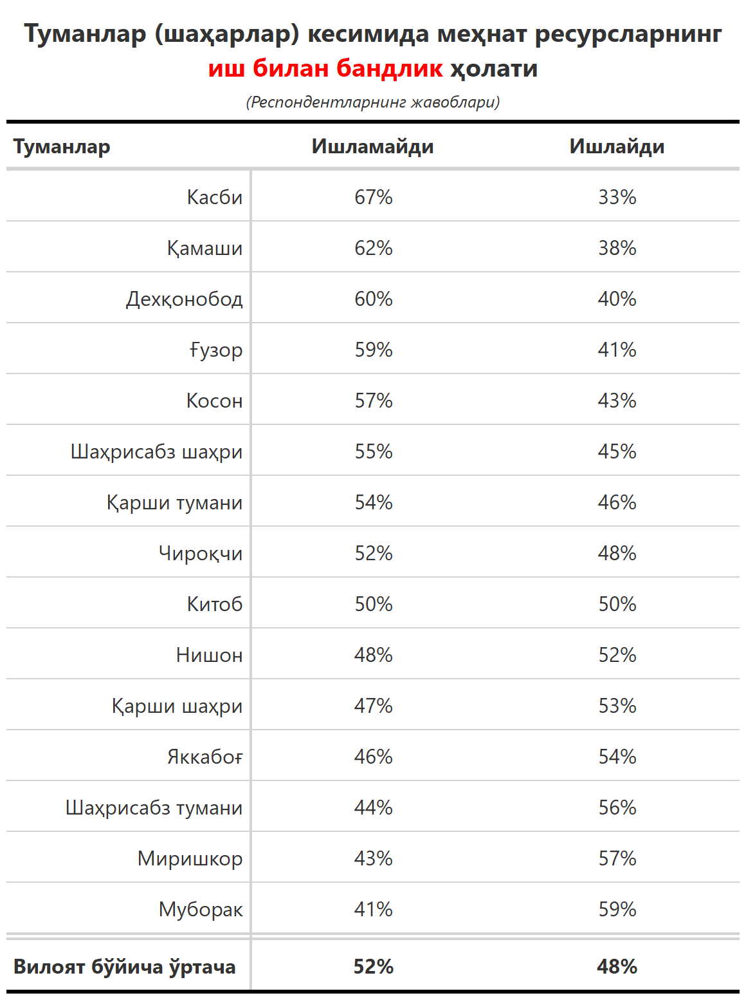 Туманлар (шаҳарлар) кесимида меҳнат ресурсларнинг
иш билан бандлик ҳолати
(Респондентларнинг жавоблари)
Туманлар Ишламайди Ишлайди
Касби 67% 33%
Қамаши 62% 38%
Дехқонобод 60% 40%
Ғузор 59% 41%
Косон 57% 43%
Шаҳрисабз шаҳри 55% 45%
Қарши тумани 54% 46%
Чироқчи 52% 48%
Китоб 50% 50%
Нишон 48% 52%
Қарши шаҳри 47% 53%
Яккабоғ 46% 54%
Шаҳрисабз тумани 44% 56%
Миришкор 43% 57%
Муборак 41% 59%
Вилоят бўйича ўртача 52% 48%